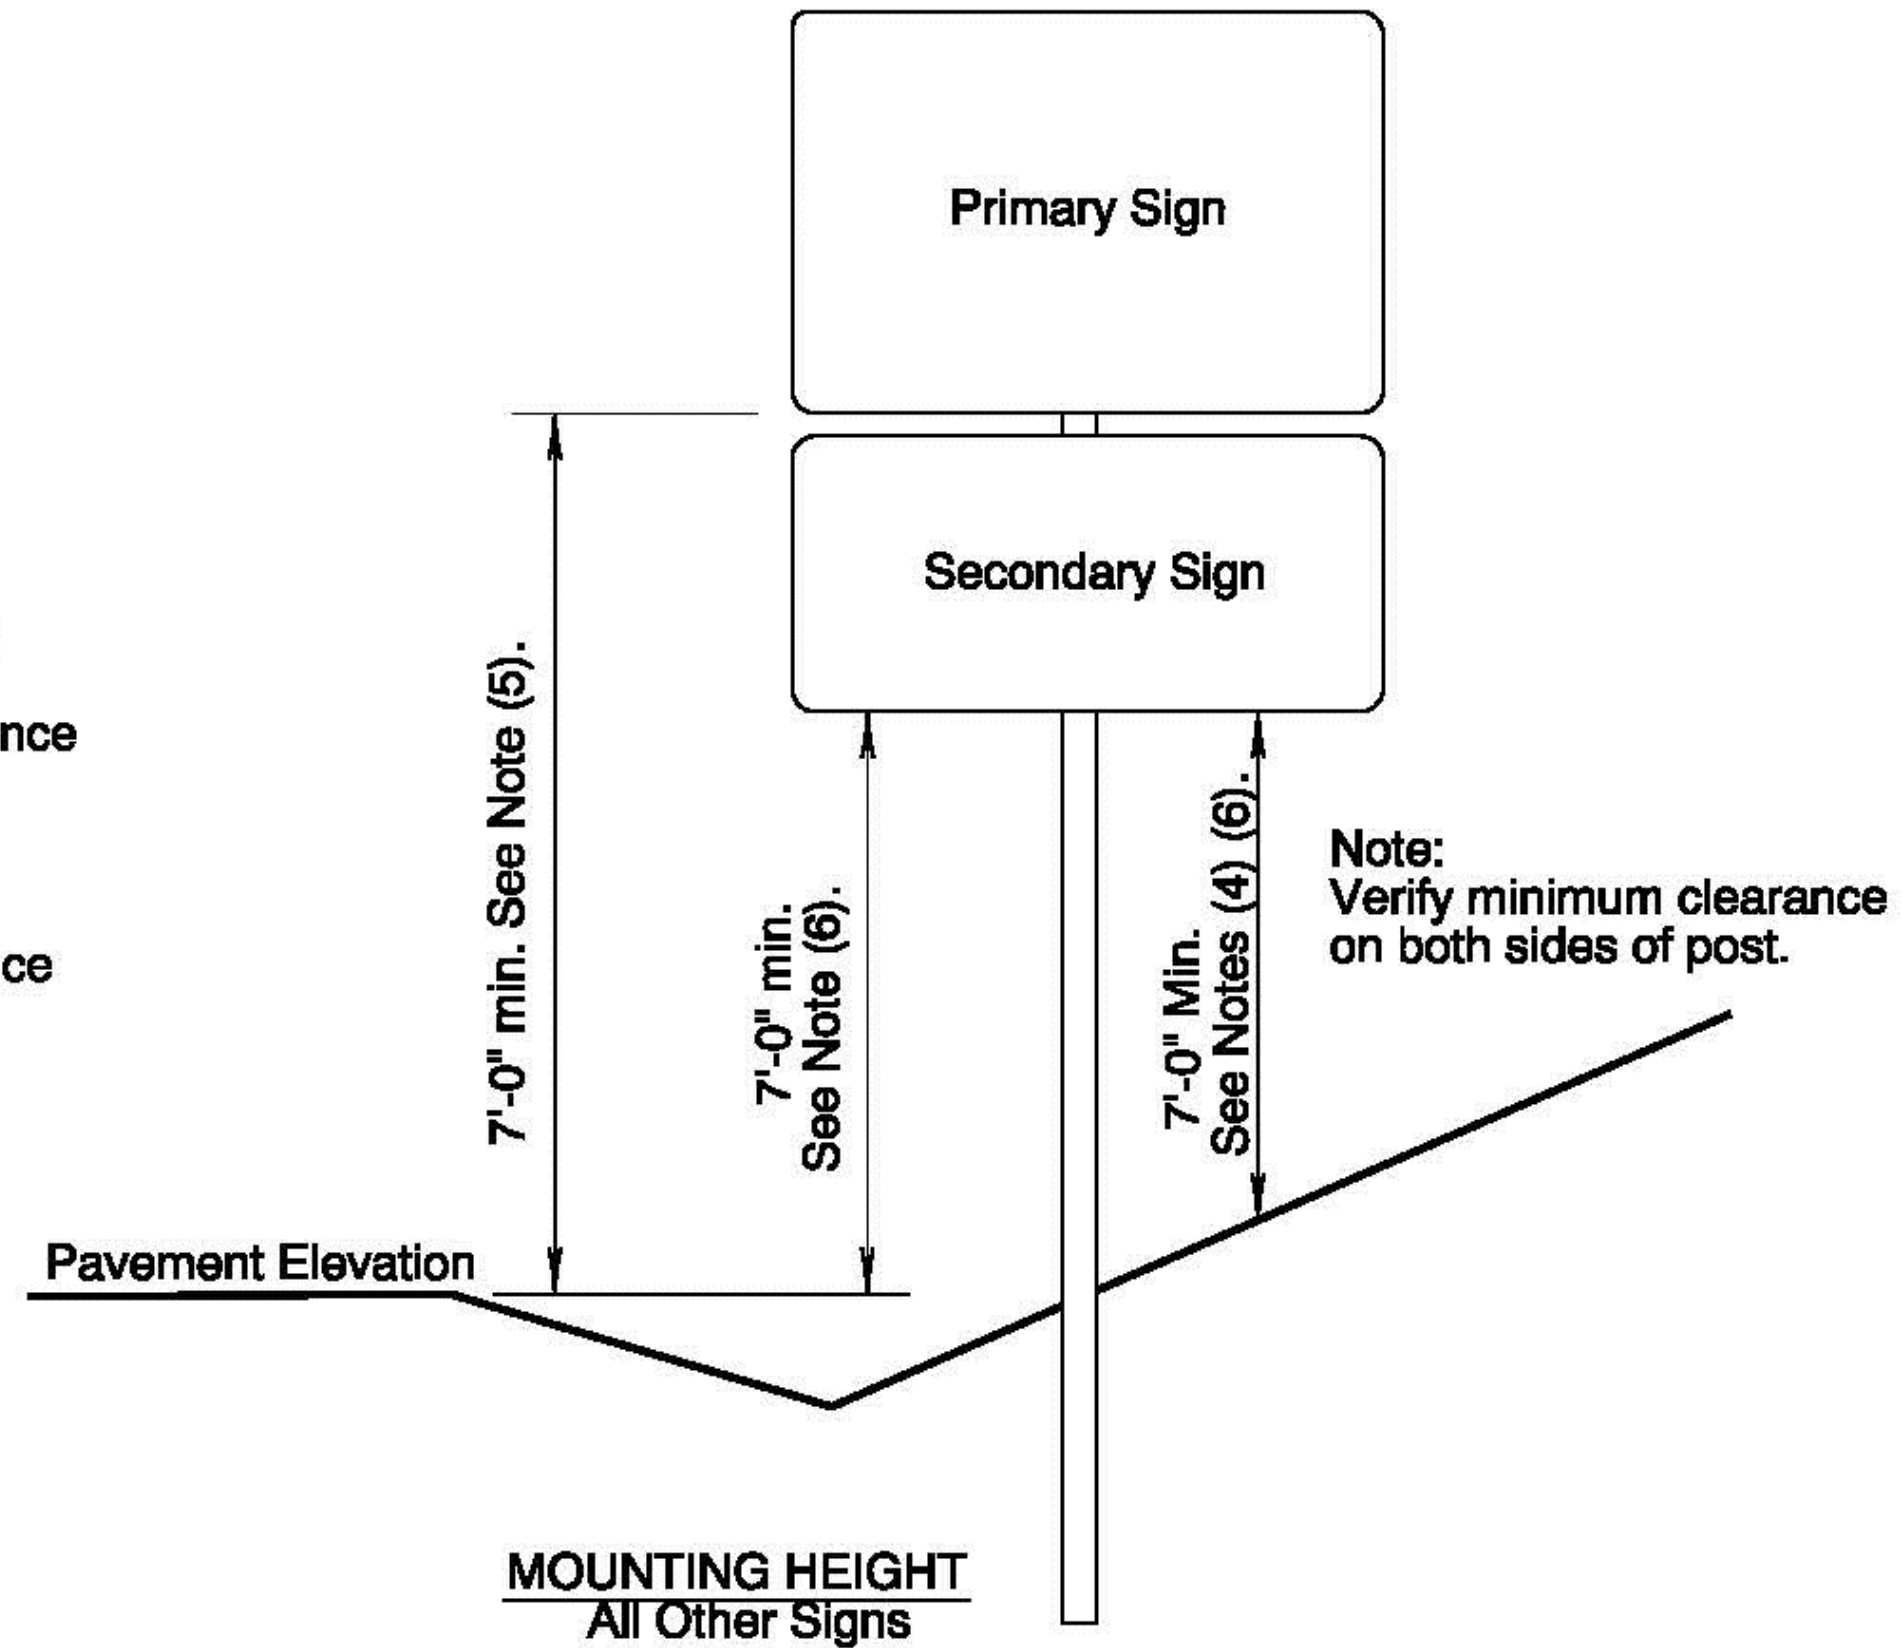 Primary Sign
Secondary Sign
nce
ce
7'-0" min. See Note (5).
7'-0" min.
See Note (6).
7'-0" Min.
See Notes (4) (6).
Note:
Verify minimum clearance
on both sides of post.
Pavement Elevation
MOUNTING HEIGHT
All Other Signs